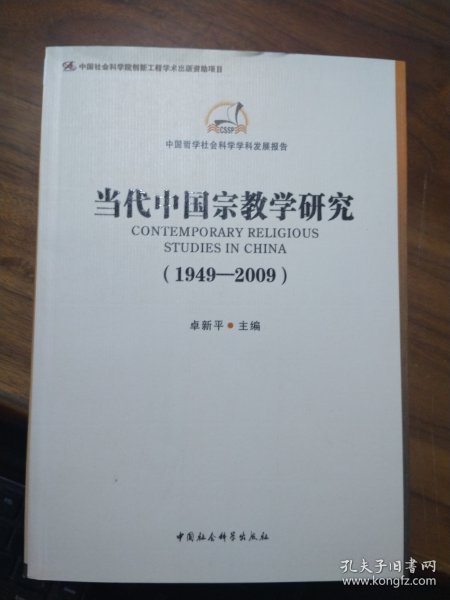 中国社会科学院创新工程学术出版资助项目
CSSP
中国哲学社会科学学科发展报告
当代中国宗教学研究
CONTEMPORARY RELIGIOUS
STUDIES IN CHINA
(1949—2009)
卓新平 ● 主编
中国社会科学出版社
孔夫子旧书网
www.kongfz.com